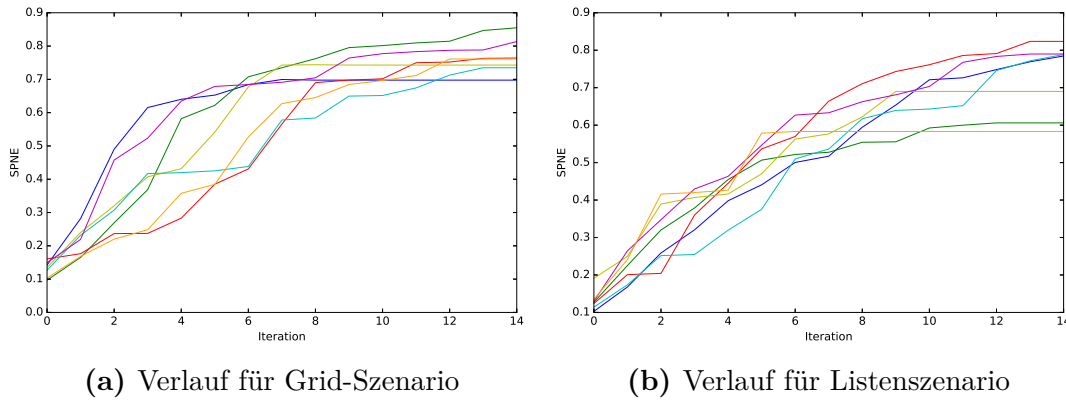 0.9
0.8
0.7
0.6
0.5
0.4
0.3
0.2
0.1
0.0
SPNE
0 2 4 6 8 10 12 14
Iteration
(a) Verlauf für Grid-Szenario
0.9
0.8
0.7
0.6
0.5
0.4
0.3
0.2
0.1
SPNE
0 2 4 6 8 10 12 14
Iteration
(b) Verlauf für Listenszenario